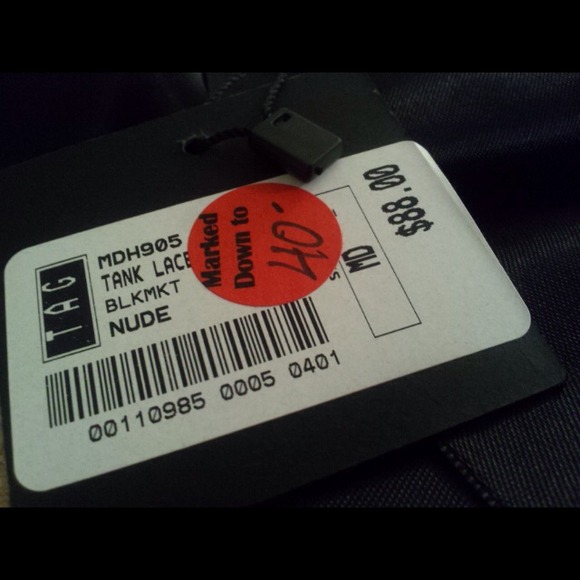 TAG
MDH905
TANK LACE
BLKMKT
NUDE
00110985 0005 0401
Marked
Down to
40-
MD
$88.00